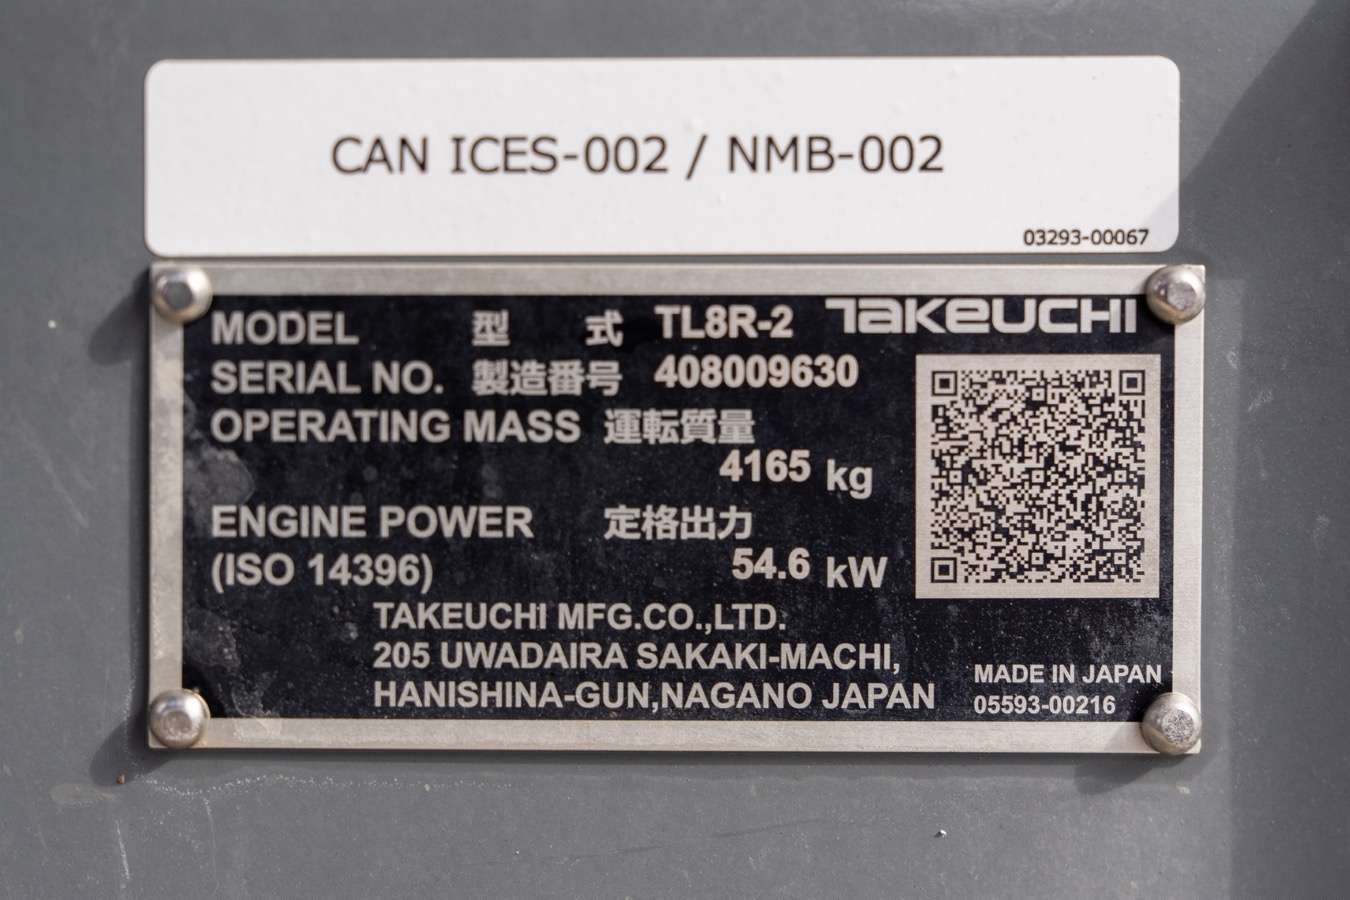 CAN ICES-002 / NMB-002
03293-00067
MODEL 型 式 TL8R-2 TAKEUCHI
SERIAL NO. 製造番号 408009630
OPERATING MASS 運転質量
4165 kg
ENGINE POWER 定格出力
(ISO 14396) 54.6 kW
TAKEUCHI MFG.CO.,LTD.
205 UWADAIRA SAKAKI-MACHI,
HANISHINA-GUN,NAGANO JAPAN
MADE IN JAPAN
05593-00216